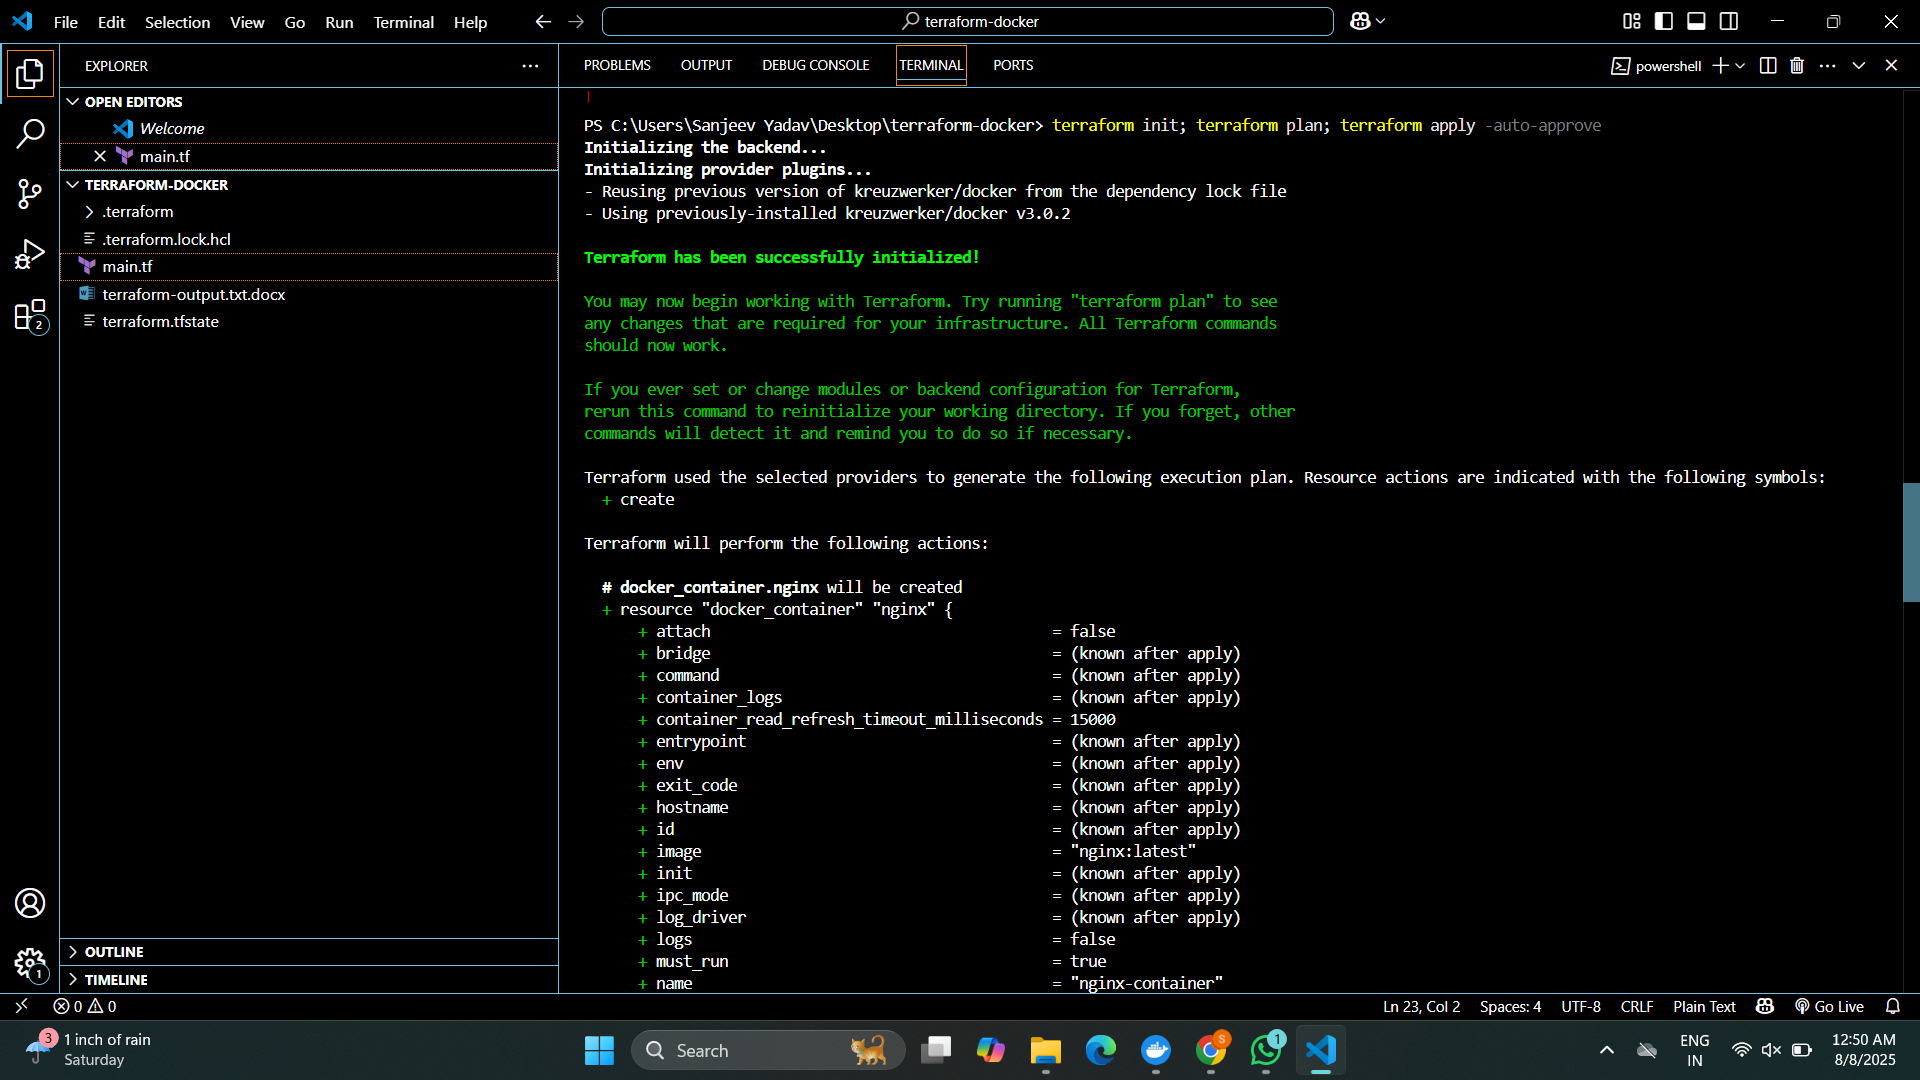 File Edit Selection View Go Run Terminal Help
terraform-docker
EXPLORER
OPEN EDITORS
Welcome
main.tf
TERRAFORM-DOCKER
.terraform
.terraform.lock.hcl
main.tf
terraform-output.txt.docx
terraform.tfstate
2
1
OUTLINE
TIMELINE
PROBLEMS OUTPUT DEBUG CONSOLE TERMINAL PORTS
powershell
PS C:\Users\Sanjeev Yadav\Desktop\terraform-docker> terraform init; terraform plan; terraform apply -auto-approve
Initializing the backend...
Initializing provider plugins...
- Reusing previous version of kreuzwerker/docker from the dependency lock file
- Using previously-installed kreuzwerker/docker v3.0.2
Terraform has been successfully initialized!
You may now begin working with Terraform. Try running "terraform plan" to see
any changes that are required for your infrastructure. All Terraform commands
should now work.
If you ever set or change modules or backend configuration for Terraform,
rerun this command to reinitialize your working directory. If you forget, other
commands will detect it and remind you to do so if necessary.
Terraform used the selected providers to generate the following execution plan. Resource actions are indicated with the following symbols:
+ create
Terraform will perform the following actions:
# docker_container.nginx will be created
+ resource "docker_container" "nginx" {
+ attach = false
+ bridge = (known after apply)
+ command = (known after apply)
+ container_logs = (known after apply)
+ container_read_refresh_timeout_milliseconds = 15000
+ entrypoint = (known after apply)
+ env = (known after apply)
+ exit_code = (known after apply)
+ hostname = (known after apply)
+ id = (known after apply)
+ image = "nginx:latest"
+ init = (known after apply)
+ ipc_mode = (known after apply)
+ log_driver = (known after apply)
+ logs = false
+ must_run = true
+ name = "nginx-container"
0 0
Ln 23, Col 2 Spaces: 4 UTF-8 CRLF Plain Text Go Live
3
1 inch of rain
Saturday
Search
S
1
ENG
IN
12:50 AM
8/8/2025